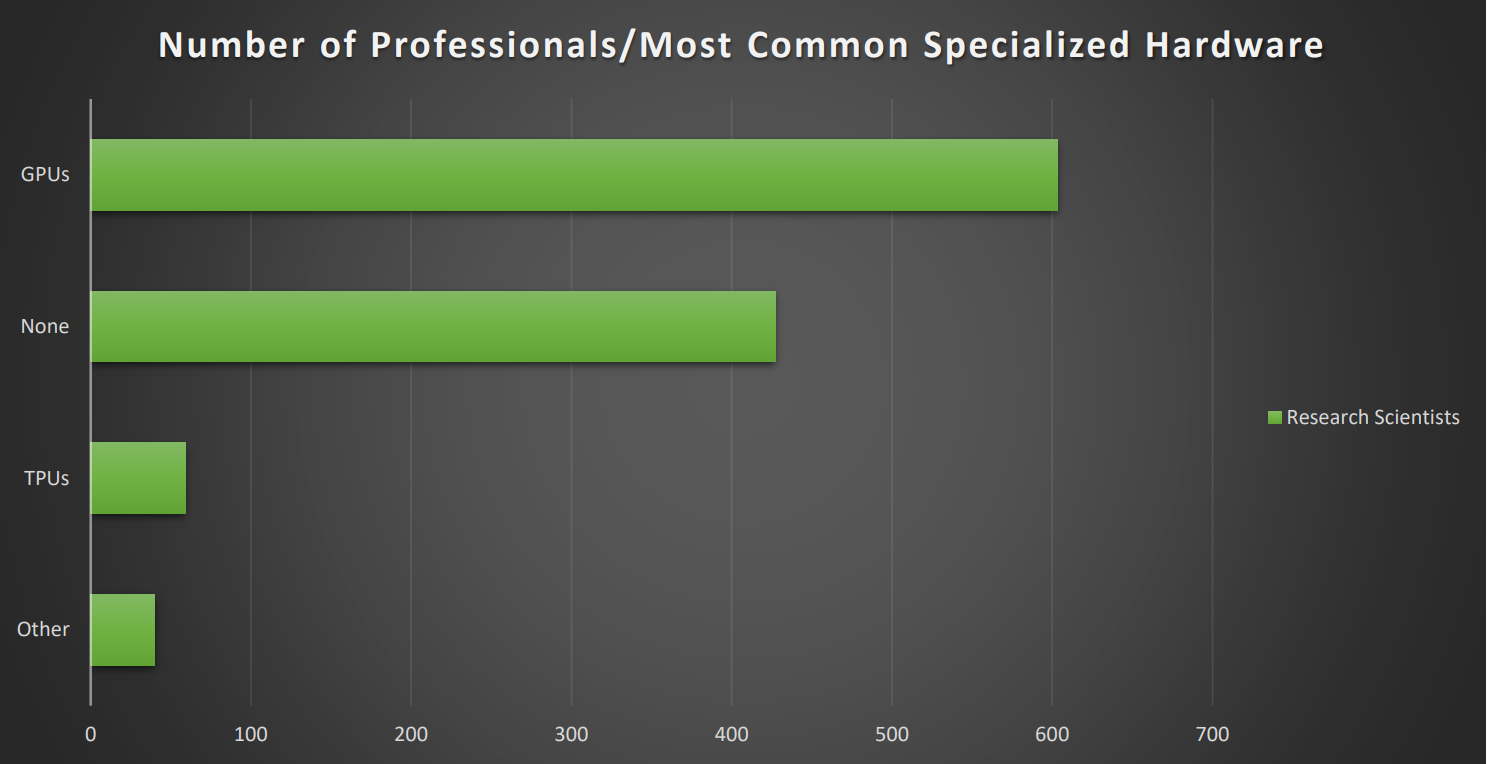 Number of Professionals/Most Common Specialized Hardware
GPUs
None
TPUs
Other
Research Scientists
0 100 200 300 400 500 600 700